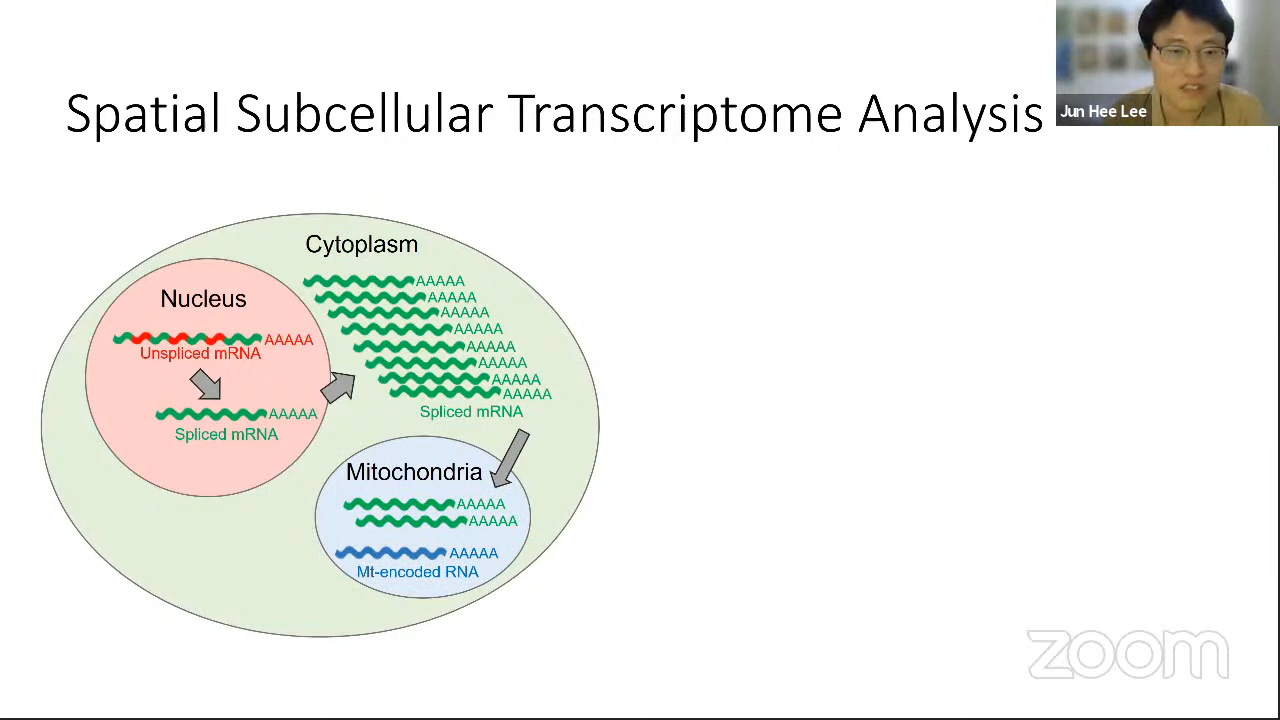 Spatial Subcellular Transcriptome Analysis
Jun Hee Lee
Cytoplasm
AAAAA
AAAAA
AAAAA
AAAAA
AAAAA
AAAAA
AAAAA
AAAAA
Spliced mRNA
Nucleus
AAAAA
Unspliced mRNA
AAAAA
Spliced mRNA
Mitochondria
AAAAA
AAAAA
AAAAA
Mt-encoded RNA
zoom